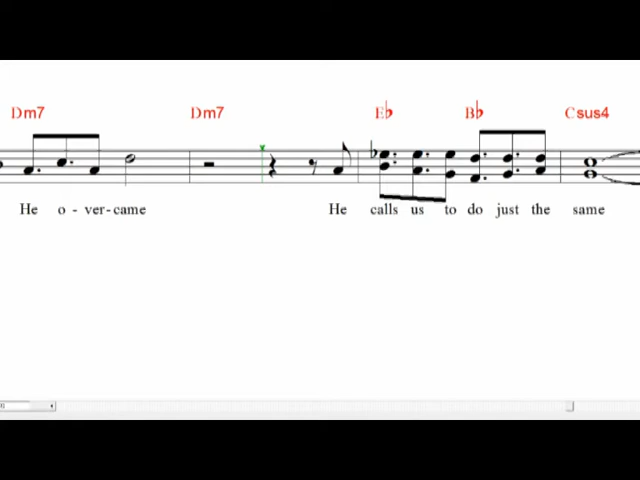 Dm7 Dm7 E♭ B♭ Csus4
He o - ver - came He calls us to do just the same